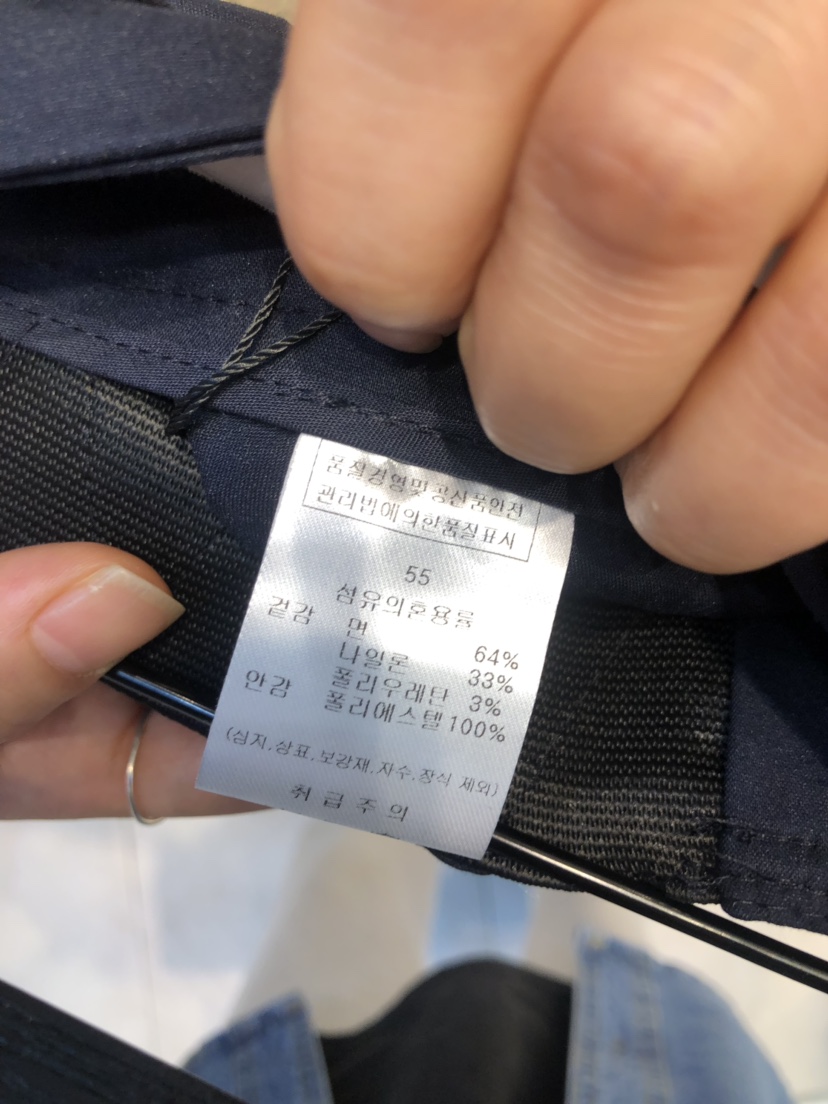 품질경영및공산품안전
관리법에의한품질표시
55
섬유의혼용률
겉감 면 64%
나일론 33%
폴리우레탄 3%
안감 폴리에스텔 100%
(심지,상표,보강재,자수,장식 제외)
취급주의